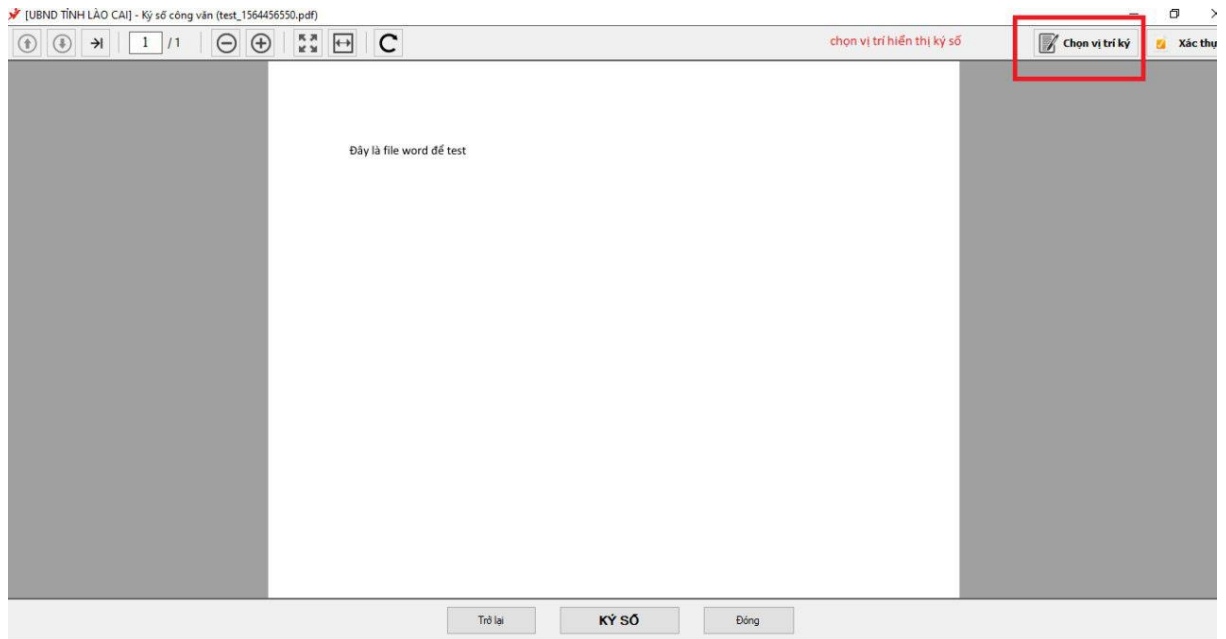 [UBND TỈNH LÀO CAI] - Ký số công văn (test_1564456550.pdf)
1 / 1 chọn vị trí hiển thị ký số Chọn vị trí ký Xác thụ
Đây là file word để test
Trở lại KÝ SỐ Đóng